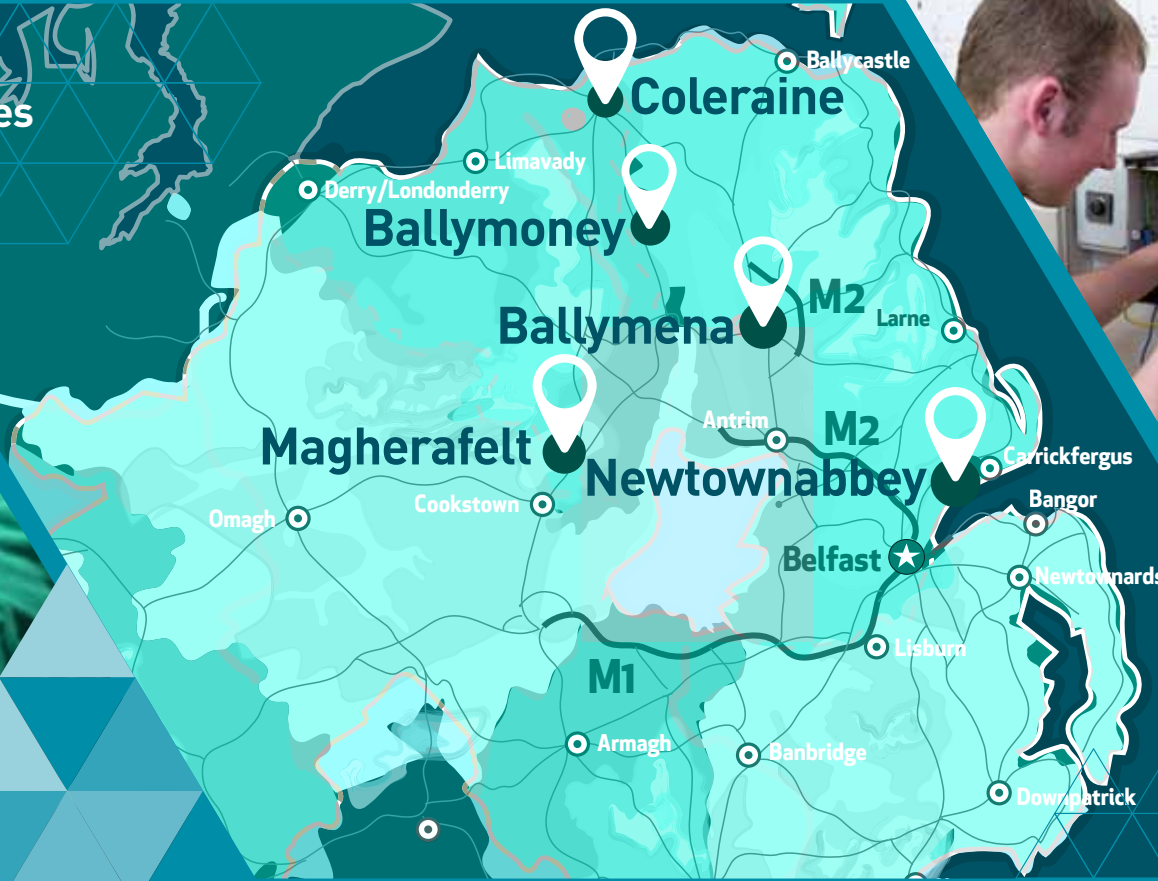 es
Ballycastle
Coleraine
Limavady
Derry/Londonderry
Ballymoney
M2
Larne
Ballymena
Antrim
M2
Magherafelt
Carrickfergus
Newtownabbey
Cookstown
Bangor
Omagh
Belfast
Newtownards
Lisburn
M1
Armagh
Banbridge
Downpatrick